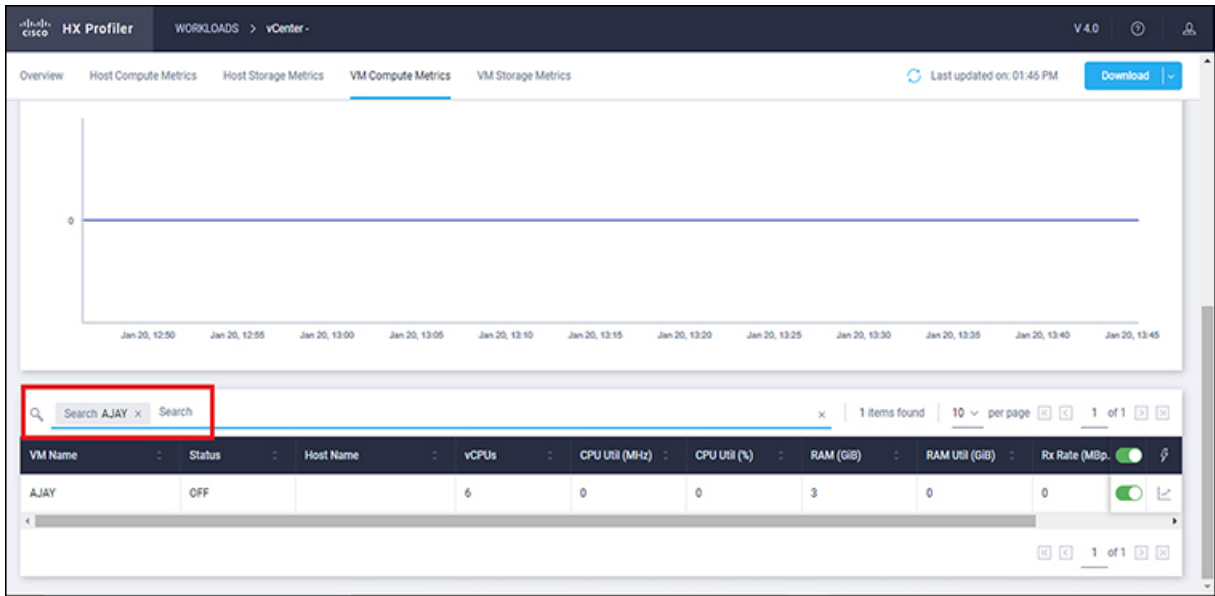 cisco HX Profiler WORKLOADS > vCenter - V 4.0
Overview Host Compute Metrics Host Storage Metrics VM Compute Metrics VM Storage Metrics Last updated on: 01:46 PM Download
0
Jan 20, 12:50 Jan 20, 12:55 Jan 20, 13:00 Jan 20, 13:05 Jan 20, 13:10 Jan 20, 13:15 Jan 20, 13:20 Jan 20, 13:25 Jan 20, 13:30 Jan 20, 13:35 Jan 20, 13:40 Jan 20, 13:45
Search AJAY × Search × 1 items found 10 per page 1 of 1
VM Name Status Host Name vCPUs CPU Util (MHz) CPU Util (%) RAM (GiB) RAM Util (GiB) Rx Rate (MBp.
AJAY OFF 6 0 0 3 0 0
1 of 1